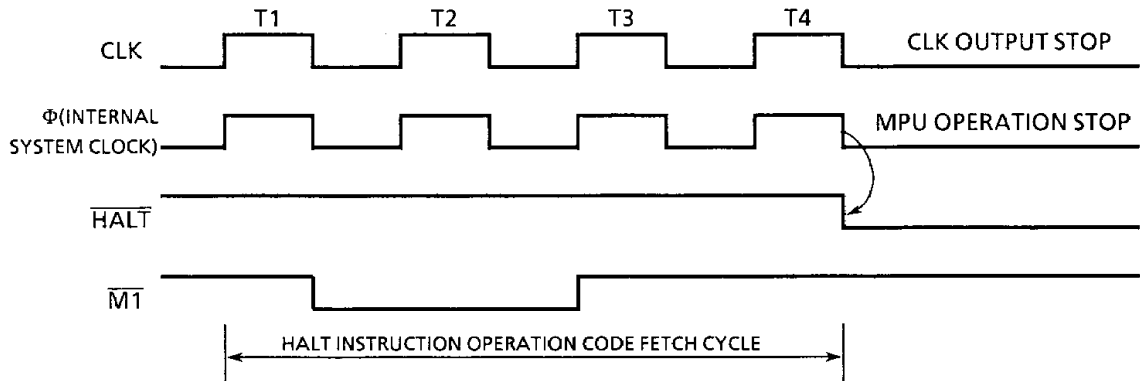 T1 T2 T3 T4
CLK
CLK OUTPUT STOP
Φ(INTERNAL
SYSTEM CLOCK)
MPU OPERATION STOP
HALT
M1
HALT INSTRUCTION OPERATION CODE FETCH CYCLE